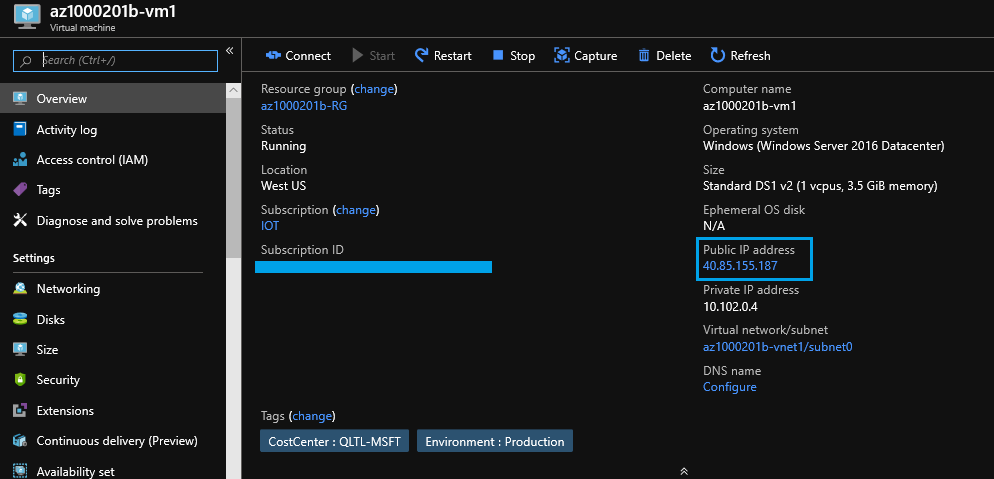 az1000201b-vm1
Virtual machine
Search (Ctrl+/)
«
Overview
Activity log
Access control (IAM)
Tags
Diagnose and solve problems
Settings
Networking
Disks
Size
Security
Extensions
Continuous delivery (Preview)
Availability set
Connect
Start
Restart
Stop
Capture
Delete
Refresh
Resource group (change)
az1000201b-RG
Status
Running
Location
West US
Subscription (change)
IOT
Subscription ID
Computer name
az1000201b-vm1
Operating system
Windows (Windows Server 2016 Datacenter)
Size
Standard DS1 v2 (1 vcpus, 3.5 GiB memory)
Ephemeral OS disk
N/A
Public IP address
40.85.155.187
Private IP address
10.102.0.4
Virtual network/subnet
az1000201b-vnet1/subnet0
DNS name
Configure
Tags (change)
CostCenter : QLTL-MSFT
Environment : Production